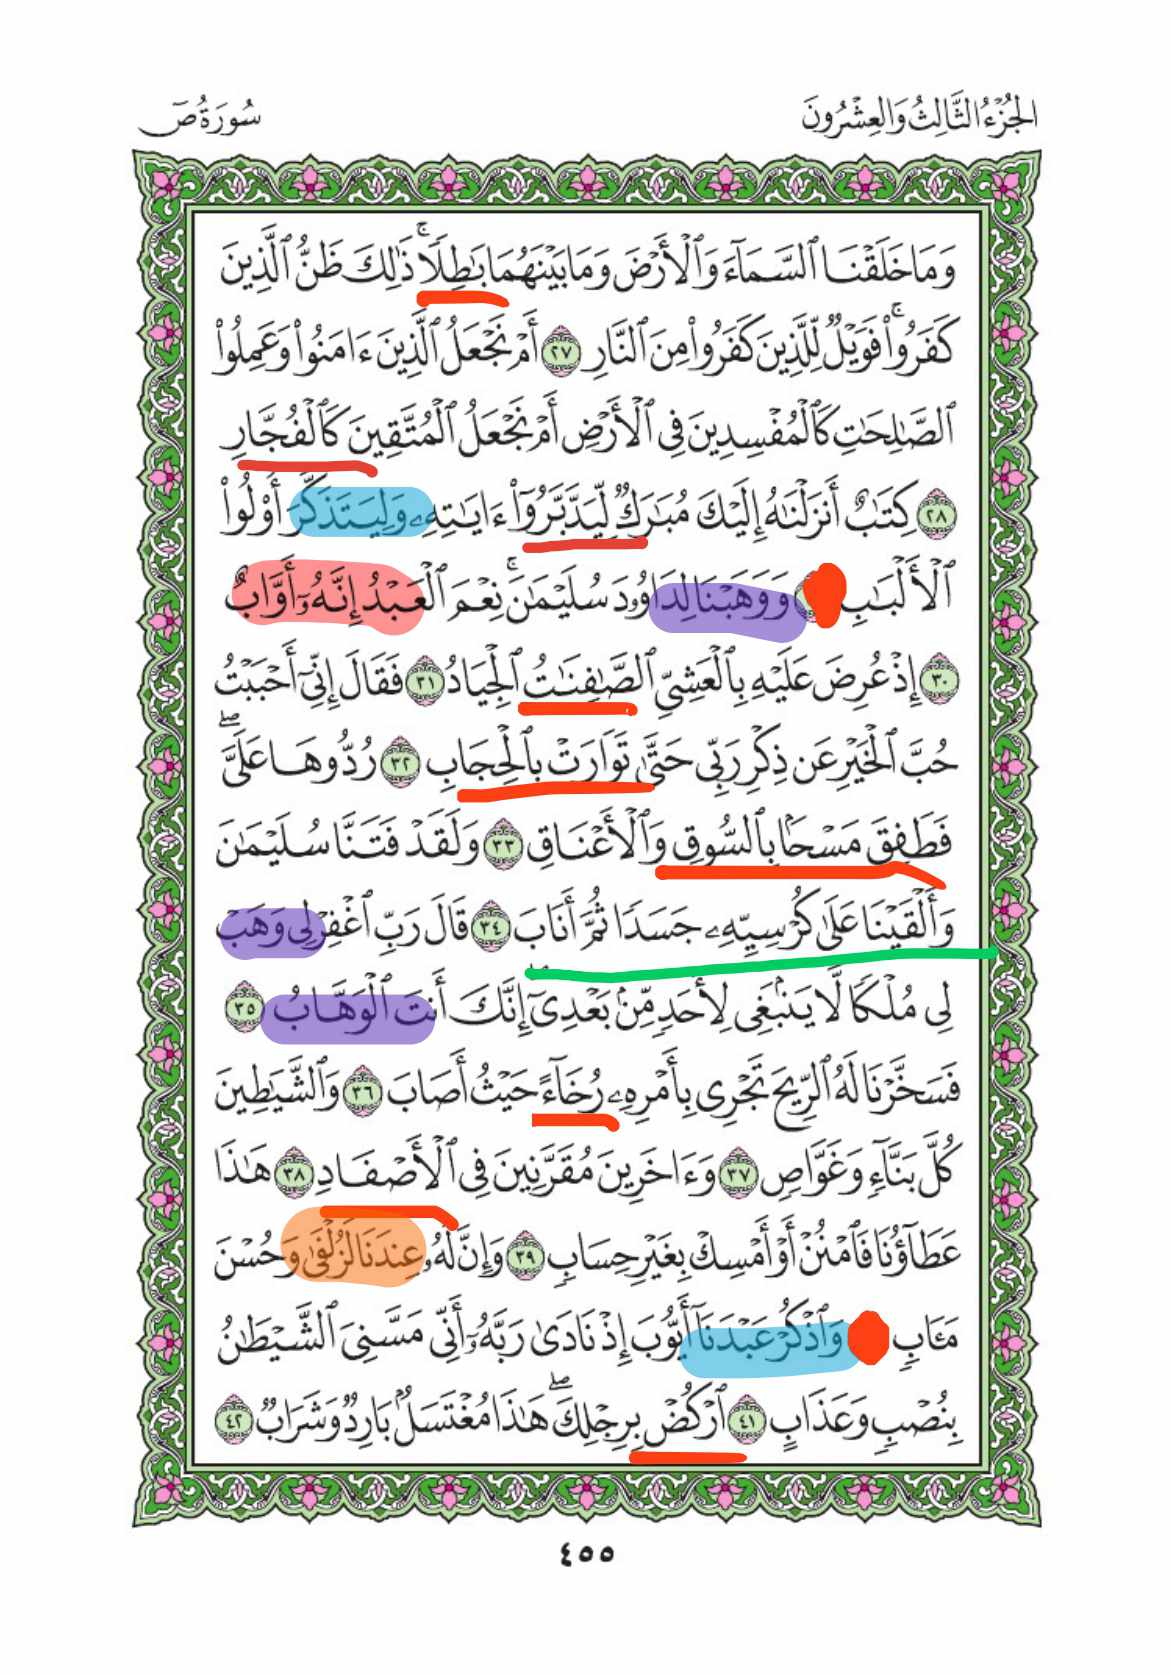 الجُزْءُ الثَّالِثُ وَالعِشْرُونَ
سُورَةُ صٓ
وَمَا خَلَقْنَا ٱلسَّمَآءَ وَٱلْأَرْضَ وَمَا بَيْنَهُمَا بَٰطِلًاۚ ذَٰلِكَ ظَنُّ ٱلَّذِينَ
كَفَرُوا۟ۚ فَوَيْلٌ لِّلَّذِينَ كَفَرُوا۟ مِنَ ٱلنَّارِ ٢٧ أَمْ نَجْعَلُ ٱلَّذِينَ ءَامَنُوا۟ وَعَمِلُوا۟
ٱلصَّٰلِحَٰتِ كَٱلْمُفْسِدِينَ فِى ٱلْأَرْضِ أَمْ نَجْعَلُ ٱلْمُتَّقِينَ كَٱلْفُجَّارِ
٢٨ كِتَٰبٌ أَنزَلْنَٰهُ إِلَيْكَ مُبَٰرَكٌ لِّيَدَّبَّرُوٓا۟ ءَايَٰتِهِۦ وَلِيَتَذَكَّرَ أُو۟لُوا۟
ٱلْأَلْبَٰبِ وَوَهَبْنَا لِدَاوُۥدَ سُلَيْمَٰنَۚ نِعْمَ ٱلْعَبْدُ إِنَّهُۥٓ أَوَّابٌ
٣٠ إِذْ عُرِضَ عَلَيْهِ بِٱلْعَشِىِّ ٱلصَّٰفِنَٰتُ ٱلْجِيَادُ ٣١ فَقَالَ إِنِّىٓ أَحْبَبْتُ
حُبَّ ٱلْخَيْرِ عَن ذِكْرِ رَبِّى حَتَّىٰ تَوَارَتْ بِٱلْحِجَابِ ٣٢ رُدُّوهَا عَلَىَّۖ
فَطَفِقَ مَسْحًۢا بِٱلسُّوقِ وَٱلْأَعْنَاقِ ٣٣ وَلَقَدْ فَتَنَّا سُلَيْمَٰنَ
وَأَلْقَيْنَا عَلَىٰ كُرْسِيِّهِۦ جَسَدًا ثُمَّ أَنَابَ ٣٤ قَالَ رَبِّ ٱغْفِرْ لِى وَهَبْ
لِى مُلْكًا لَّا يَنۢبَغِى لِأَحَدٍ مِّنۢ بَعْدِىٓۖ إِنَّكَ أَنتَ ٱلْوَهَّابُ ٣٥
فَسَخَّرْنَا لَهُ ٱلرِّيحَ تَجْرِى بِأَمْرِهِۦ رُخَآءً حَيْثُ أَصَابَ ٣٦ وَٱلشَّيَٰطِينَ
كُلَّ بَنَّآءٍ وَغَوَّاصٍ ٣٧ وَءَاخَرِينَ مُقَرَّنِينَ فِى ٱلْأَصْفَادِ ٣٨ هَٰذَا
عَطَآؤُنَا فَٱمْنُنْ أَوْ أَمْسِكْ بِغَيْرِ حِسَابٍ ٣٩ وَإِنَّ لَهُۥ عِندَنَا لَزُلْفَىٰ وَحُسْنَ
مَـَٔابٍ وَٱذْكُرْ عَبْدَنَآ أَيُّوبَ إِذْ نَادَىٰ رَبَّهُۥٓ أَنِّى مَسَّنِىَ ٱلشَّيْطَٰنُ
بِنُصْبٍ وَعَذَابٍ ٤١ ٱرْكُضْ بِرِجْلِكَۖ هَٰذَا مُغْتَسَلٌۢ بَارِدٌ وَشَرَابٌ ٤٢
٤٥٥